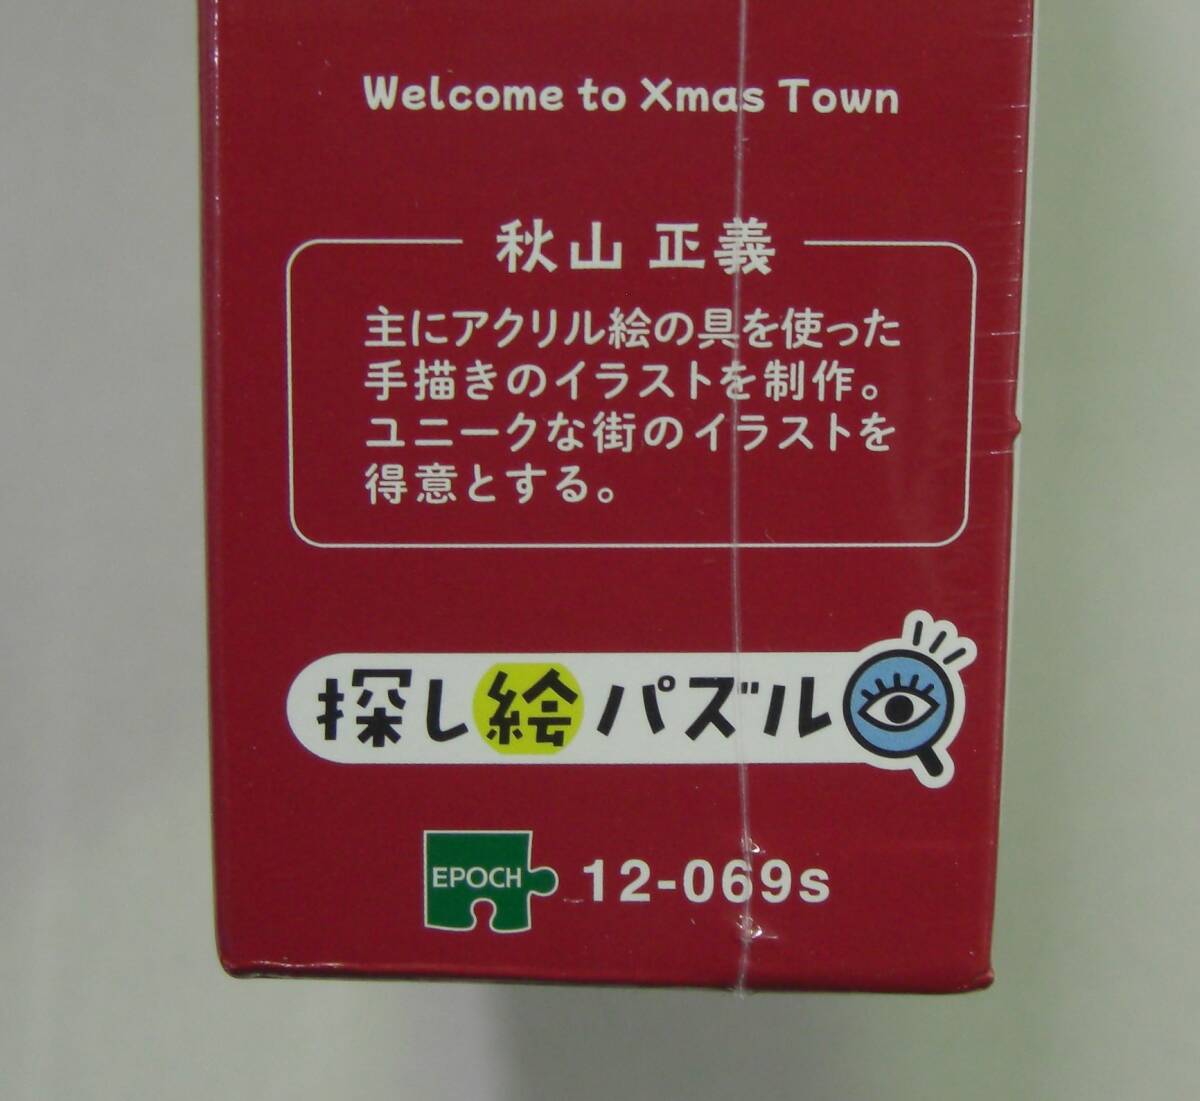 Welcome to Xmas Town
秋山 正義
主にアクリル絵の具を使った
手描きのイラストを制作。
ユニークな街のイラストを
得意とする。
探し絵パズル
EPOCH 12-069s